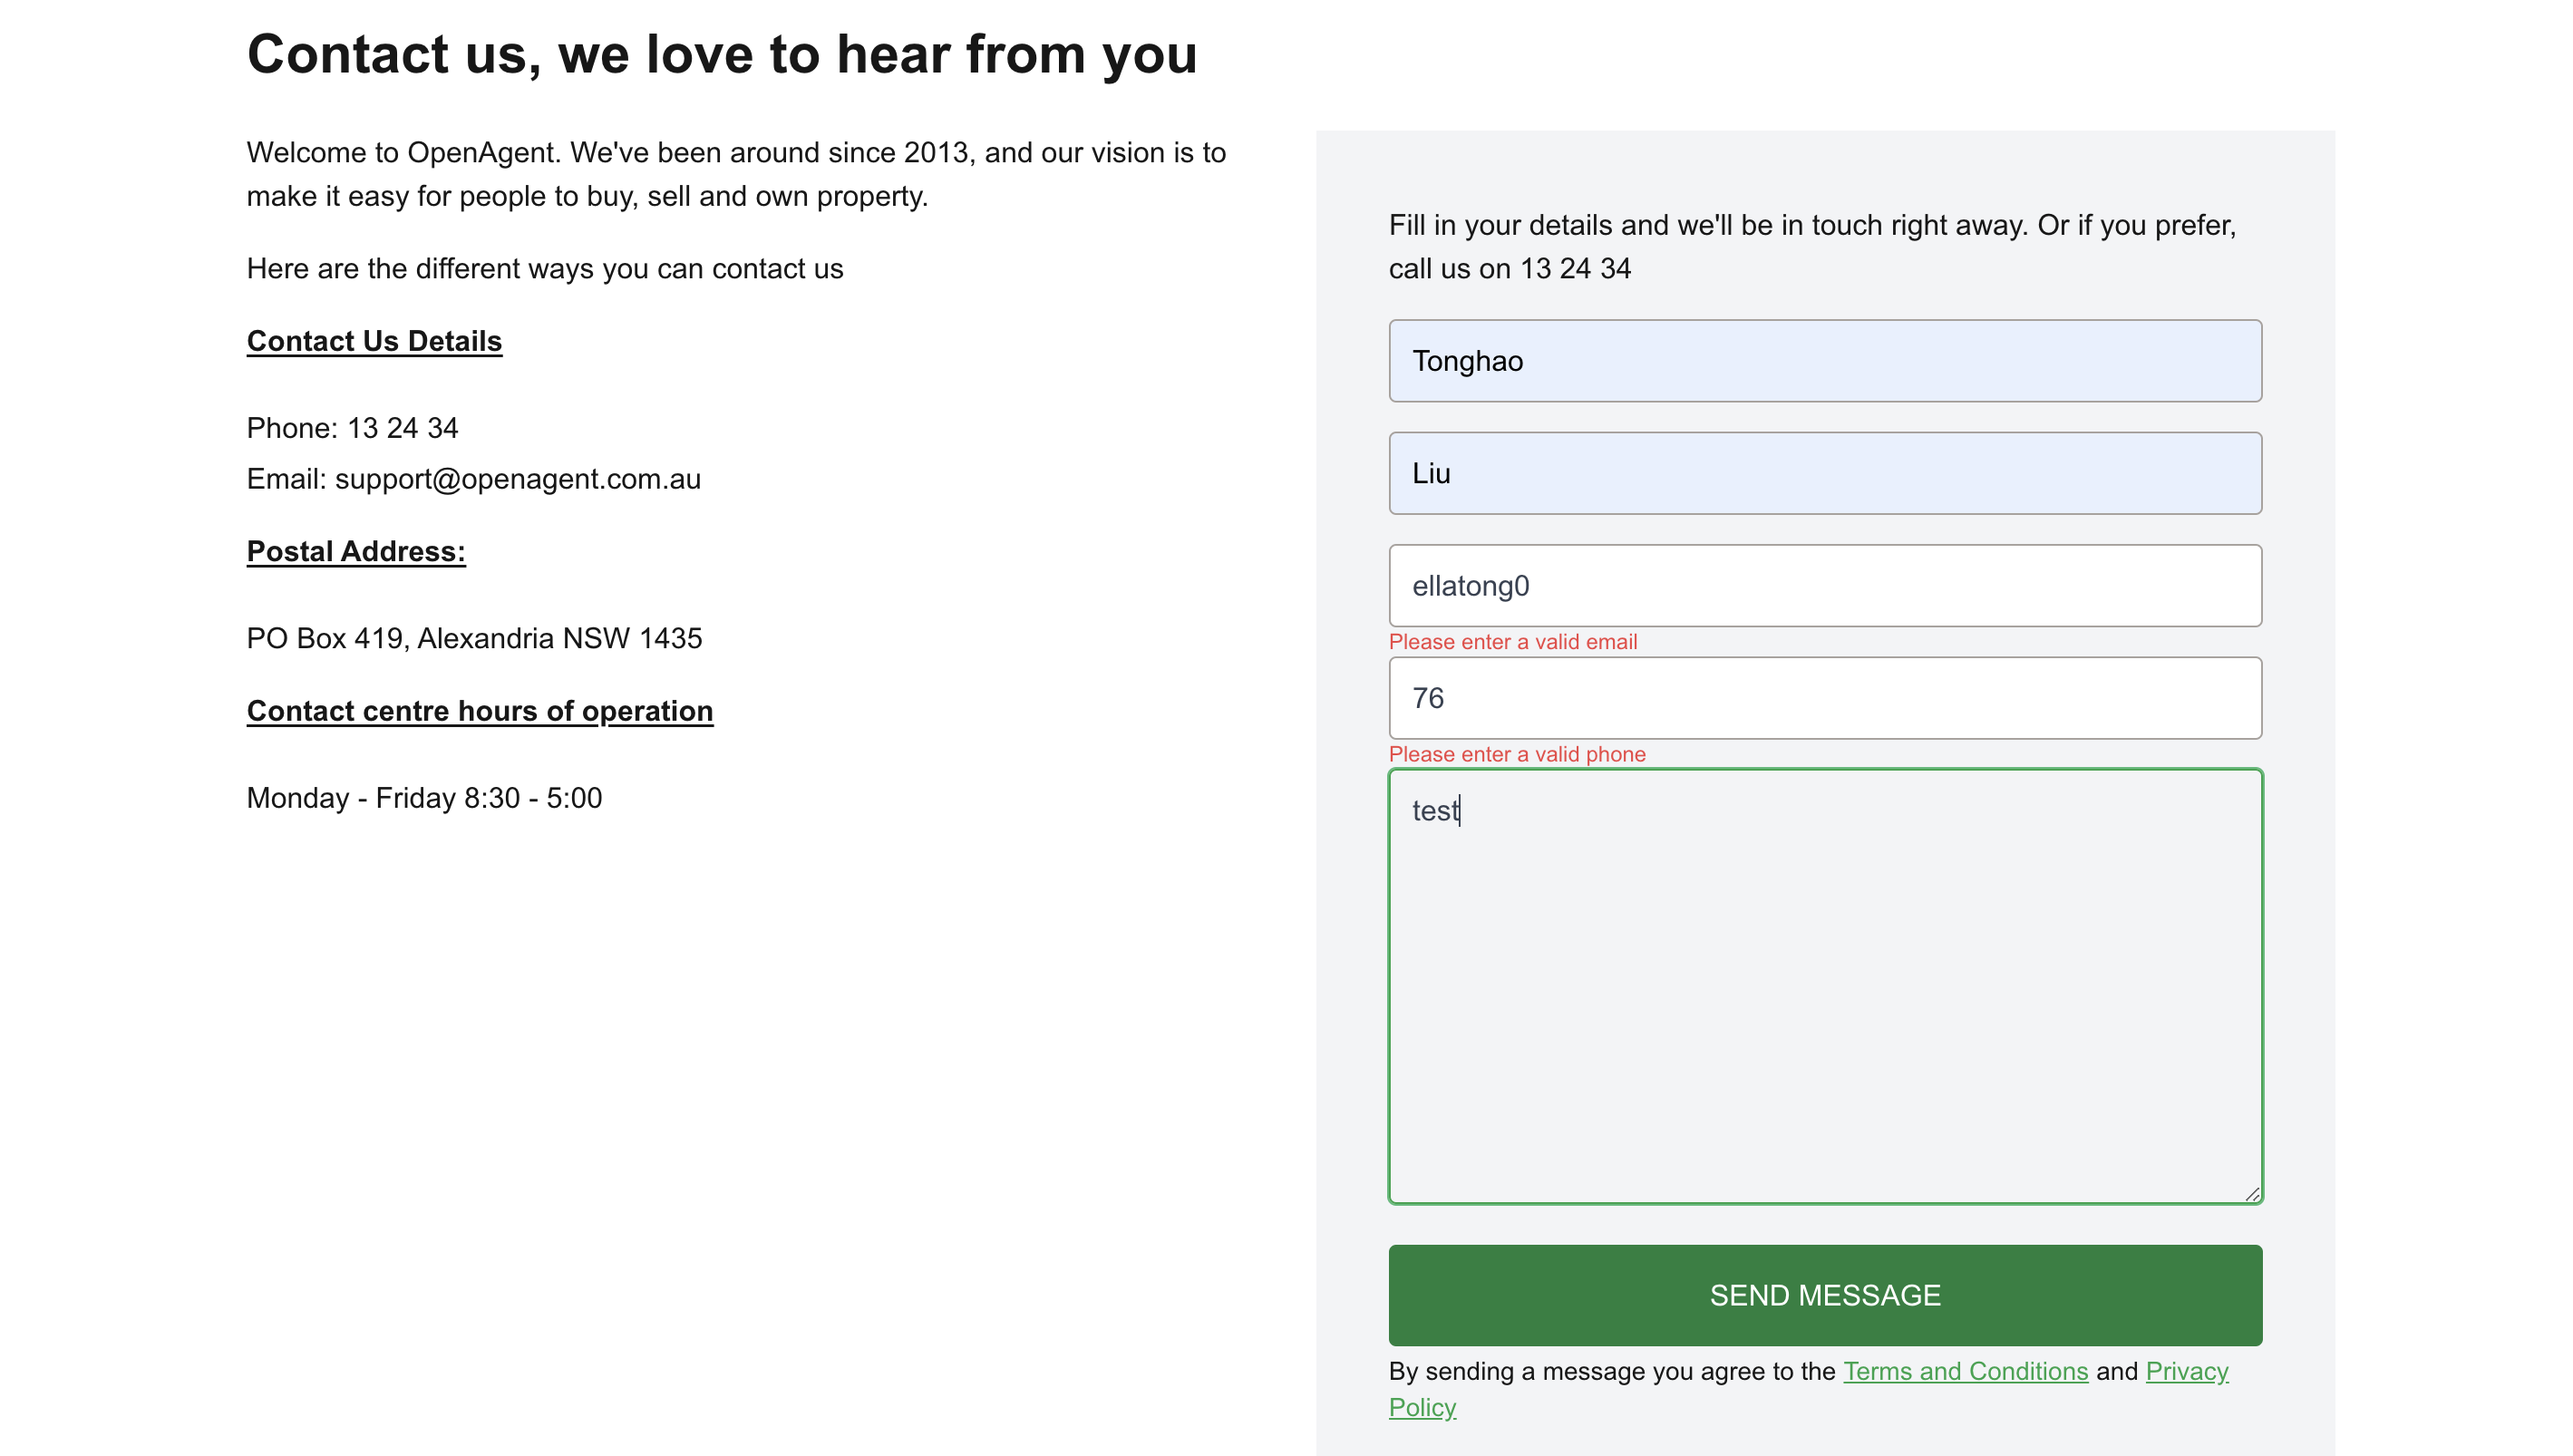 Contact us, we love to hear from you
Welcome to OpenAgent. We've been around since 2013, and our vision is to
make it easy for people to buy, sell and own property.
Here are the different ways you can contact us
Contact Us Details
Phone: 13 24 34
Email: support@openagent.com.au
Postal Address:
PO Box 419, Alexandria NSW 1435
Contact centre hours of operation
Monday - Friday 8:30 - 5:00
Fill in your details and we'll be in touch right away. Or if you prefer,
call us on 13 24 34
Tonghao
Liu
ellatong0
Please enter a valid email
76
Please enter a valid phone
test
SEND MESSAGE
By sending a message you agree to the Terms and Conditions and Privacy
Policy